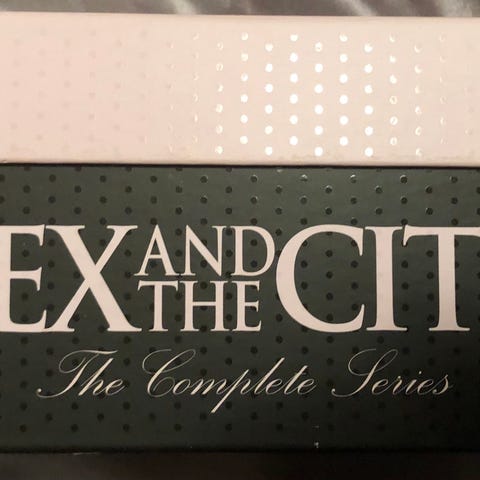 EX AND THE CIT
The Complete Series